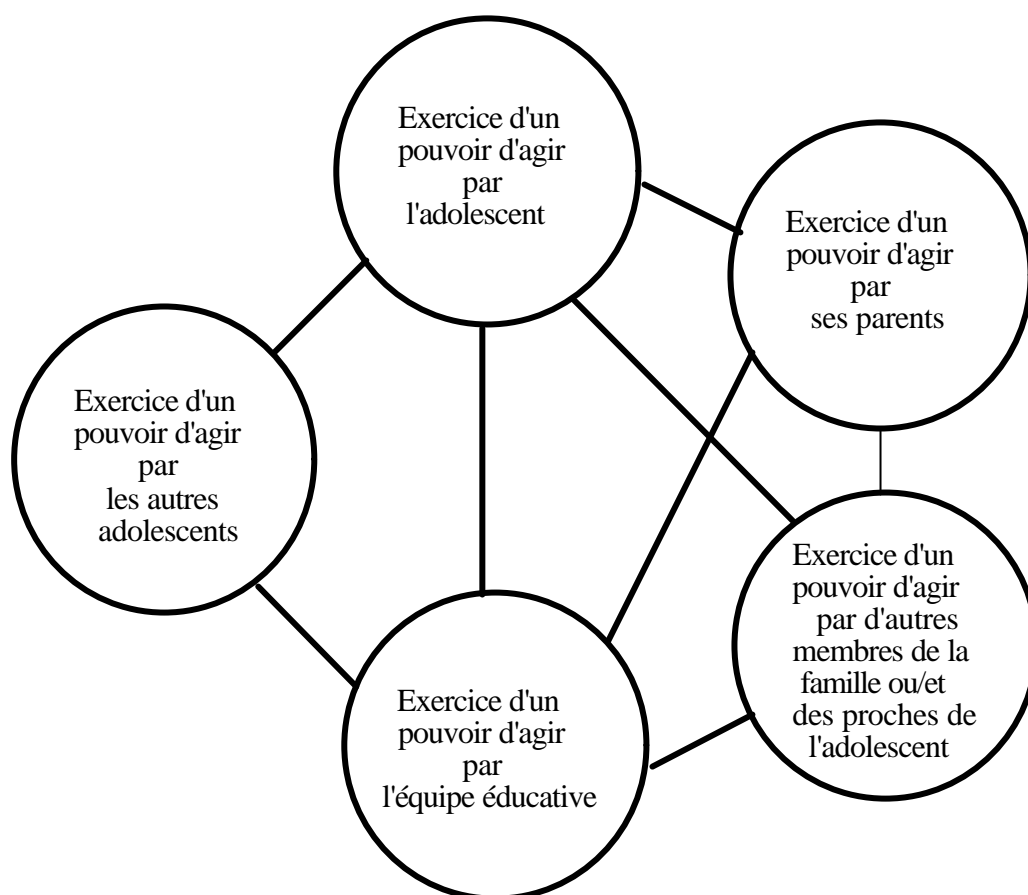 Exercice d'un
pouvoir d'agir
par
l'adolescent
Exercice d'un
pouvoir d'agir
par
ses parents
Exercice d'un
pouvoir d'agir
par
les autres
adolescents
Exercice d'un
pouvoir d'agir
par d'autres
membres de la
famille ou/et
des proches de
l'adolescent
Exercice d'un
pouvoir d'agir
par
l'équipe éducative